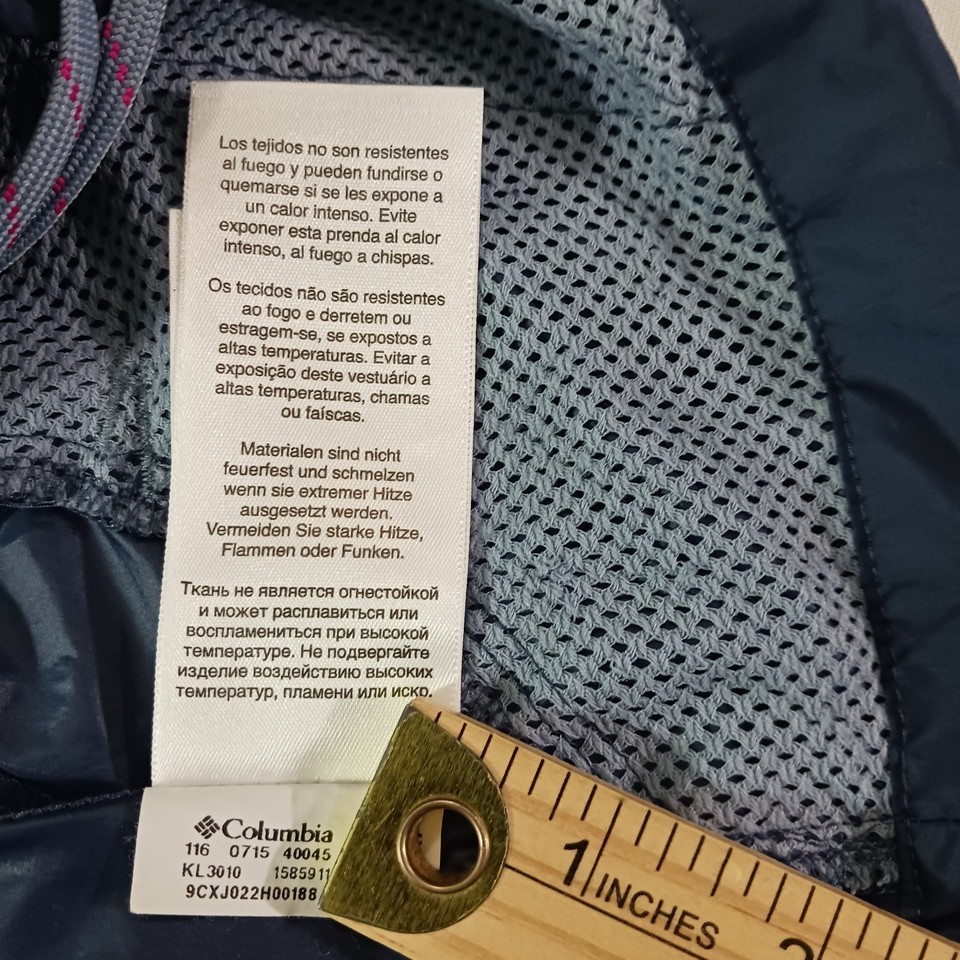 Los tejidos no son resistentes
al fuego y pueden fundirse o
quemarse si se les expone a
un calor intenso. Evite
exponer esta prenda al calor
intenso, al fuego a chispas.
Os tecidos não são resistentes
ao fogo e derretem ou
estragem-se, se expostos a
altas temperaturas. Evitar a
exposição deste vestuário a
altas temperaturas, chamas
ou faíscas.
Materialen sind nicht
feuerfest und schmelzen
wenn sie extremer Hitze
ausgesetzt werden.
Vermeiden Sie starke Hitze,
Flammen oder Funken.
Ткань не является огнестойкой
и может расплавиться или
воспламениться при высокой
температуре. Не подвергайте
изделие воздействию высоких
температур, пламени или искр.
Columbia
116 0715 40045
KL3010 1585911
9CXJ022H00188
1 INCHES
2